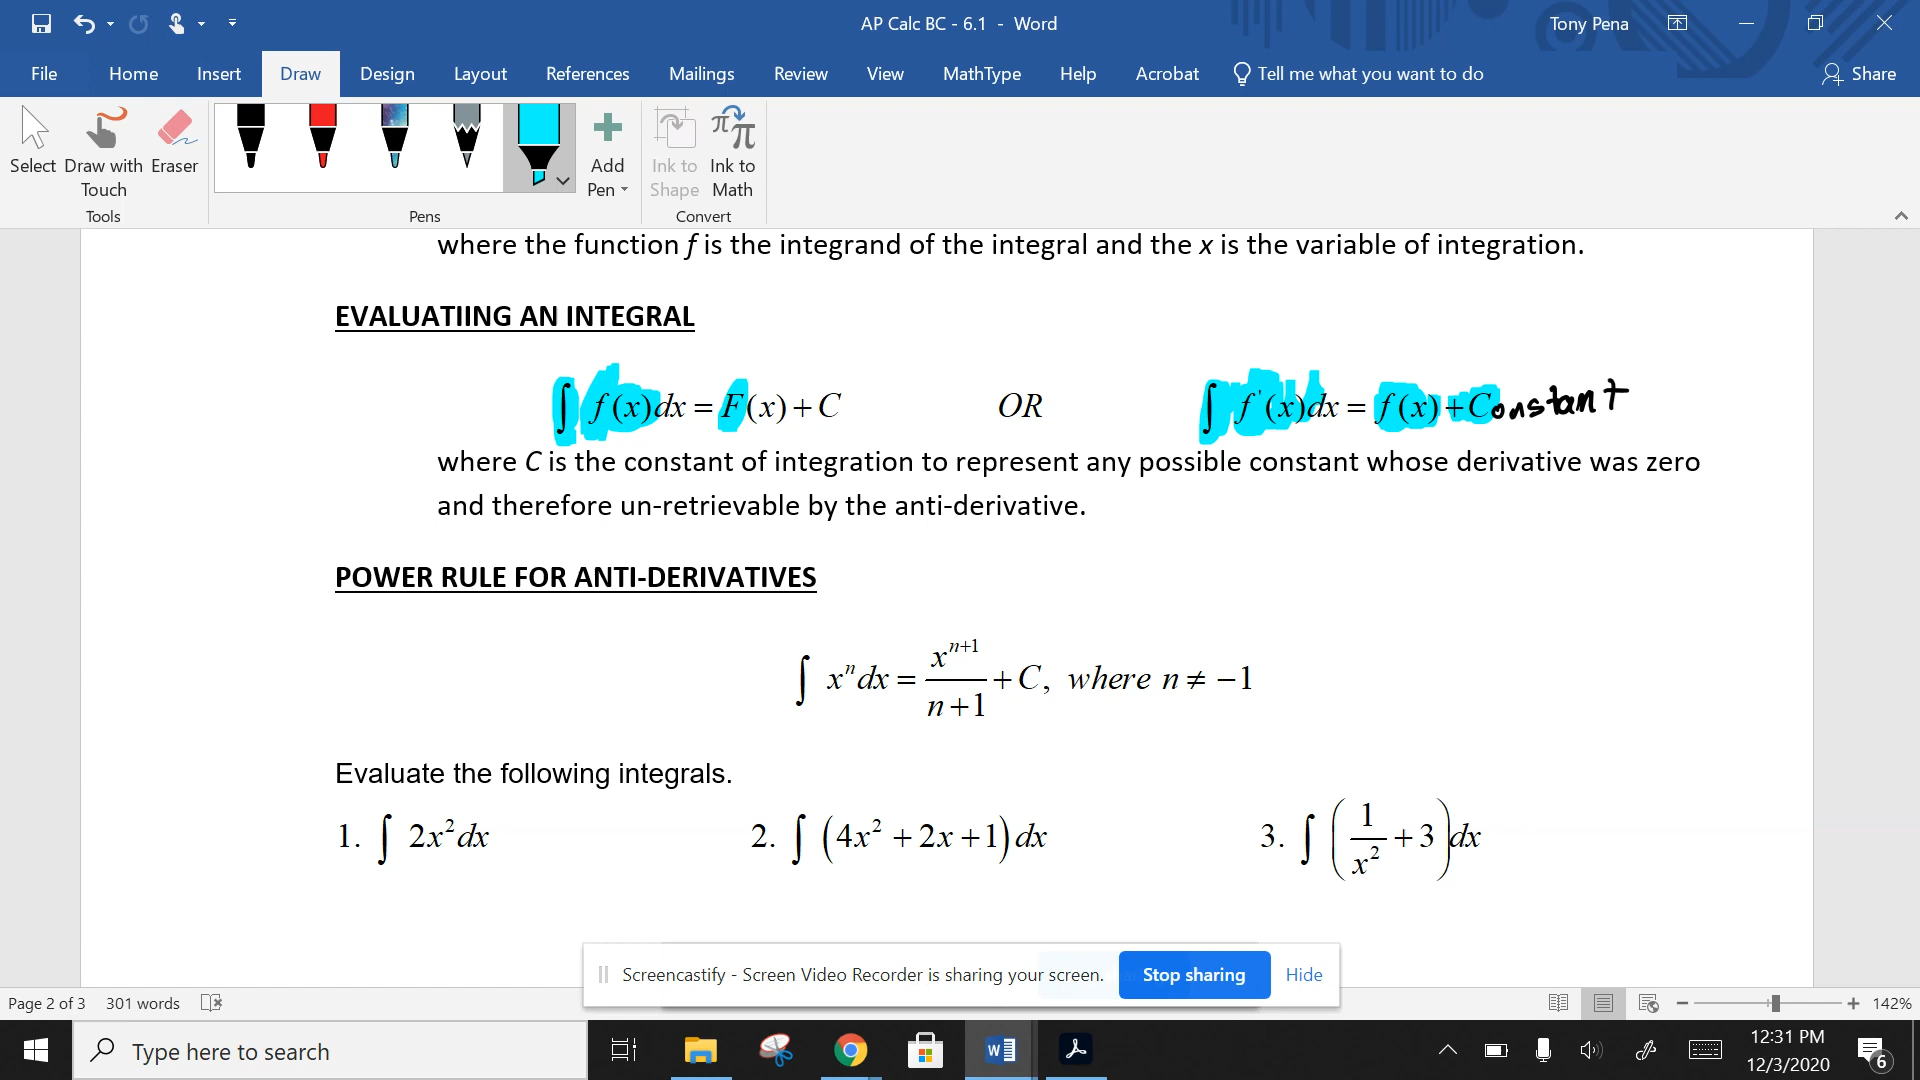 AP Calc BC - 6.1 - Word
Tony Pena
File Home Insert Draw Design Layout References Mailings Review View MathType Help Acrobat Tell me what you want to do Share
Select Draw with Touch Eraser
Add Pen
Ink to Shape Ink to Math
Tools Pens Convert
where the function f is the integrand of the integral and the x is the variable of integration.
EVALUATIING AN INTEGRAL
∫ f(x)dx = F(x) + C OR ∫ f'(x)dx = f(x) + Constant
where C is the constant of integration to represent any possible constant whose derivative was zero
and therefore un-retrievable by the anti-derivative.
POWER RULE FOR ANTI-DERIVATIVES
∫ xⁿdx = xⁿ⁺¹/(n+1) + C, where n ≠ −1
Evaluate the following integrals.
1. ∫ 2x²dx 2. ∫ (4x² + 2x + 1)dx 3. ∫ (1/x² + 3)dx
Screencastify - Screen Video Recorder is sharing your screen. Stop sharing Hide
Page 2 of 3 301 words 142%
Type here to search
12:31 PM
12/3/2020
6